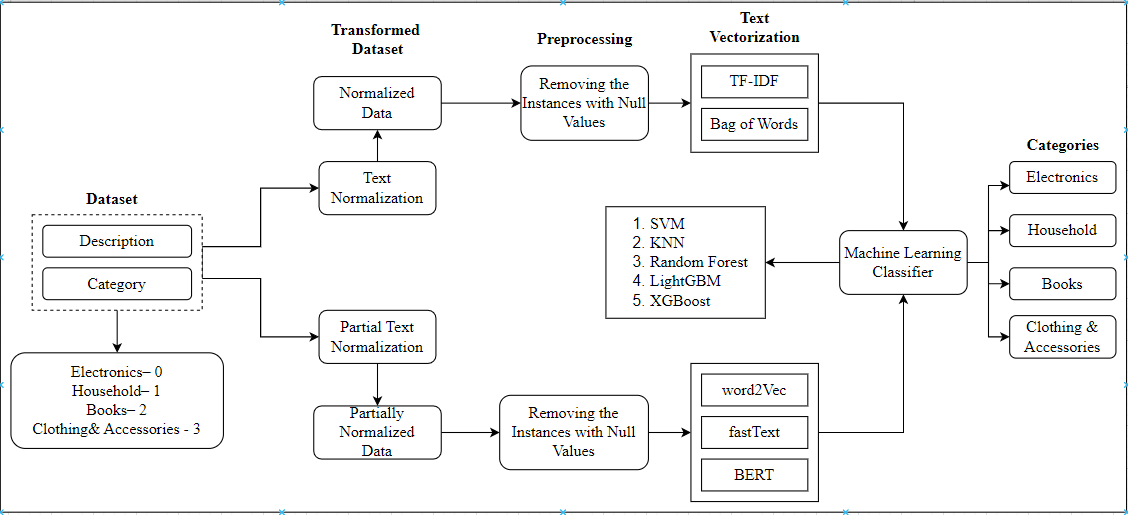 Transformed
Dataset
Preprocessing
Text
Vectorization
Normalized
Data
Removing the
Instances with Null
Values
TF-IDF
Bag of Words
Text
Normalization
Categories
Electronics
Household
Books
Clothing &
Accessories
Dataset
Description
Category
1. SVM
2. KNN
3. Random Forest
4. LightGBM
5. XGBoost
Machine Learning
Classifier
Partial Text
Normalization
Electronics– 0
Household– 1
Books– 2
Clothing& Accessories - 3
Partially
Normalized
Data
Removing the
Instances with Null
Values
word2Vec
fastText
BERT